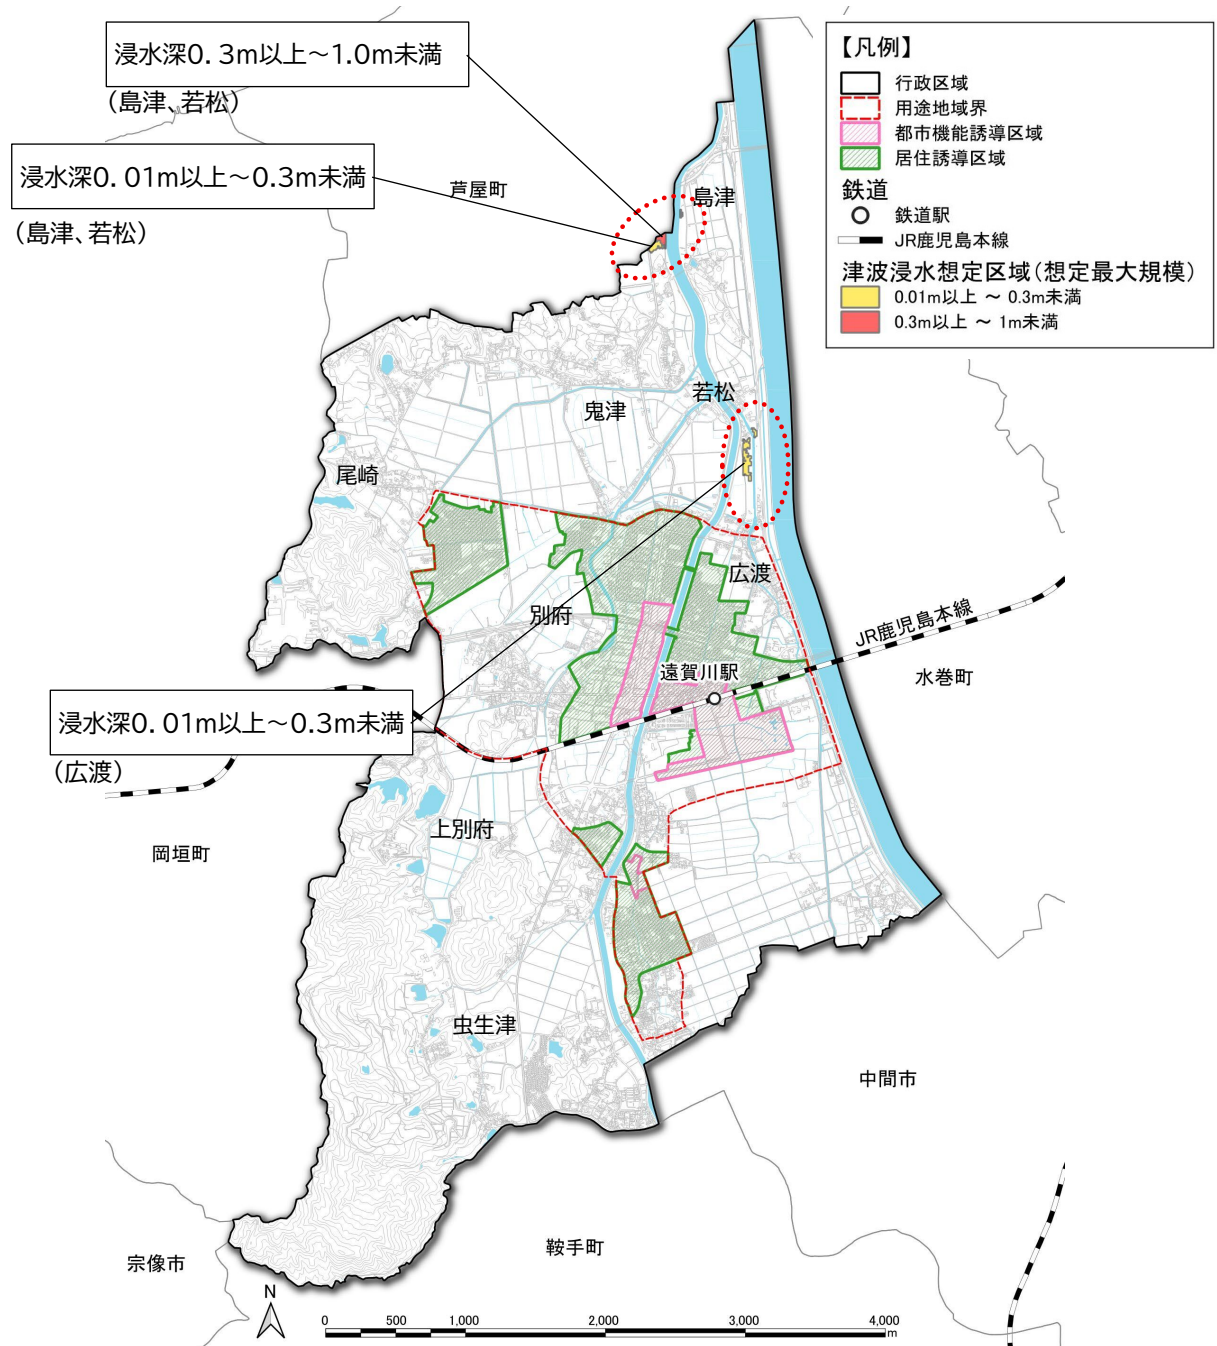 浸水深0.3m以上～1.0m未満
(島津、若松)
浸水深0.01m以上～0.3m未満
(島津、若松)
【凡例】
行政区域
用途地域界
都市機能誘導区域
居住誘導区域
鉄道
鉄道駅
JR鹿児島本線
津波浸水想定区域(想定最大規模)
0.01m以上 ～ 0.3m未満
0.3m以上 ～ 1m未満
芦屋町
島津
若松
鬼津
尾崎
広渡
別府
JR鹿児島本線
遠賀川駅
水巻町
浸水深0.01m以上～0.3m未満
(広渡)
上別府
岡垣町
虫生津
中間市
鞍手町
宗像市
N
0 500 1,000 2,000 3,000 4,000
m